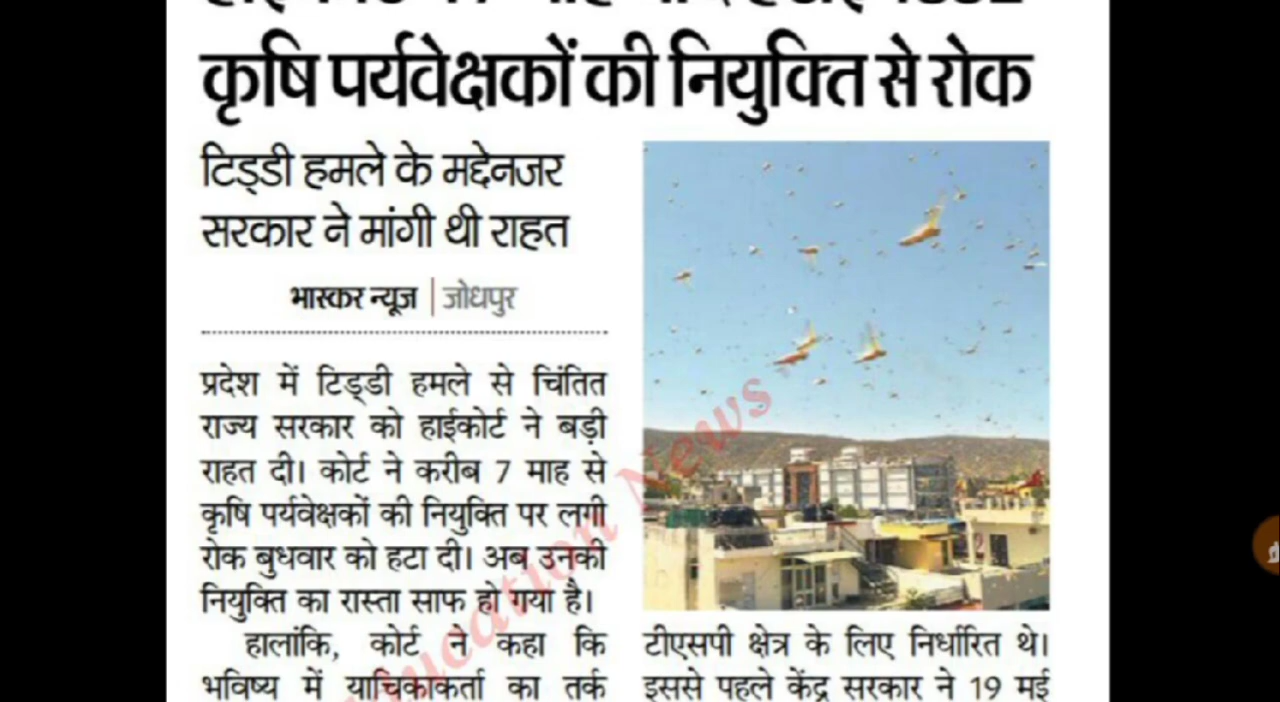 कृषि पर्यवेक्षकों की नियुक्ति से रोक
टिड्डी हमले के मद्देनजर
सरकार ने मांगी थी राहत
भास्कर न्यूज | जोधपुर
प्रदेश में टिड्डी हमले से चिंतित
राज्य सरकार को हाईकोर्ट ने बड़ी
राहत दी। कोर्ट ने करीब 7 माह से
कृषि पर्यवेक्षकों की नियुक्ति पर लगी
रोक बुधवार को हटा दी। अब उनकी
नियुक्ति का रास्ता साफ हो गया है।
हालांकि, कोर्ट ने कहा कि
भविष्य में याचिकाकर्ता का तर्क
टीएसपी क्षेत्र के लिए निर्धारित थे।
इससे पहले केंद्र सरकार ने 19 मई
Education News